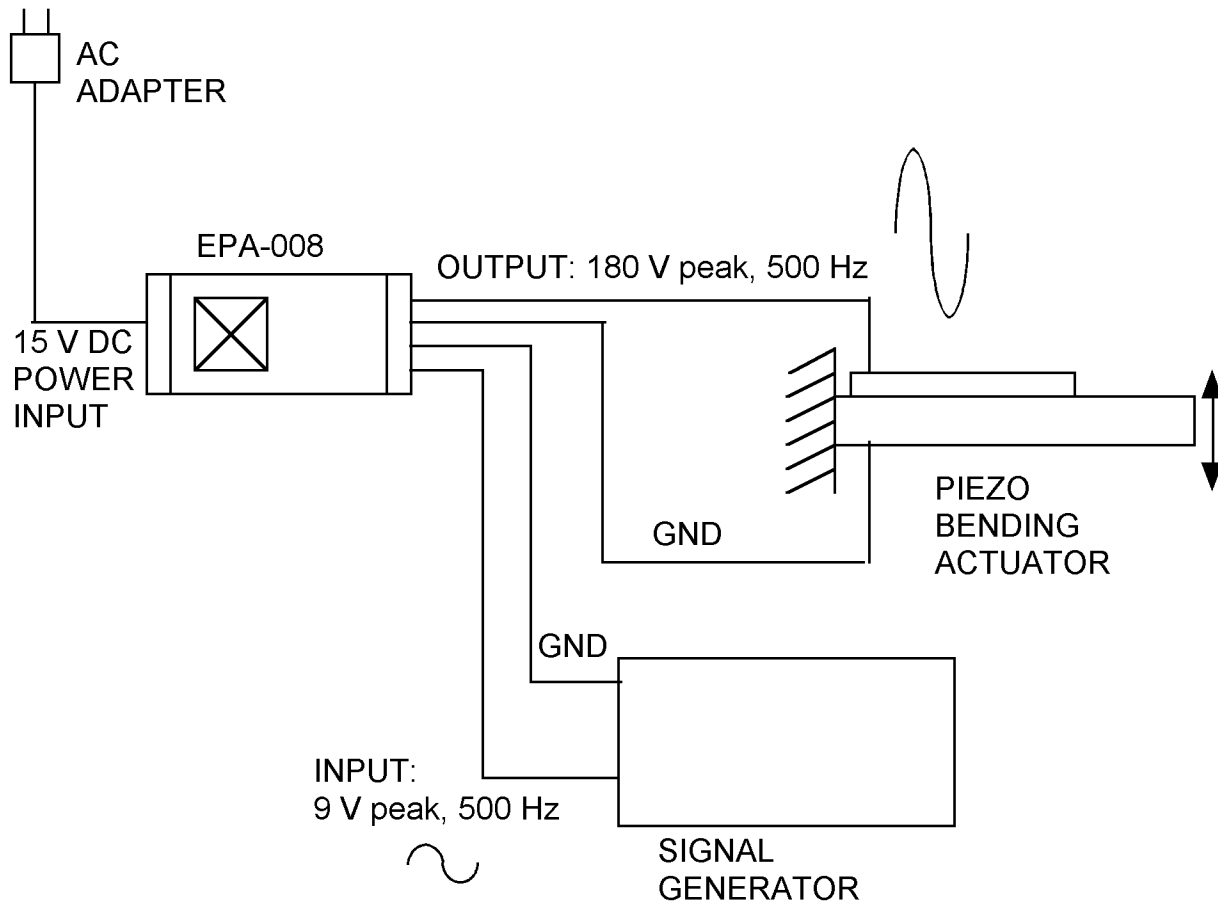 AC
ADAPTER
EPA-008
OUTPUT: 180 V peak, 500 Hz
15 V DC
POWER
INPUT
PIEZO
BENDING
ACTUATOR
GND
GND
INPUT:
9 V peak, 500 Hz
SIGNAL
GENERATOR